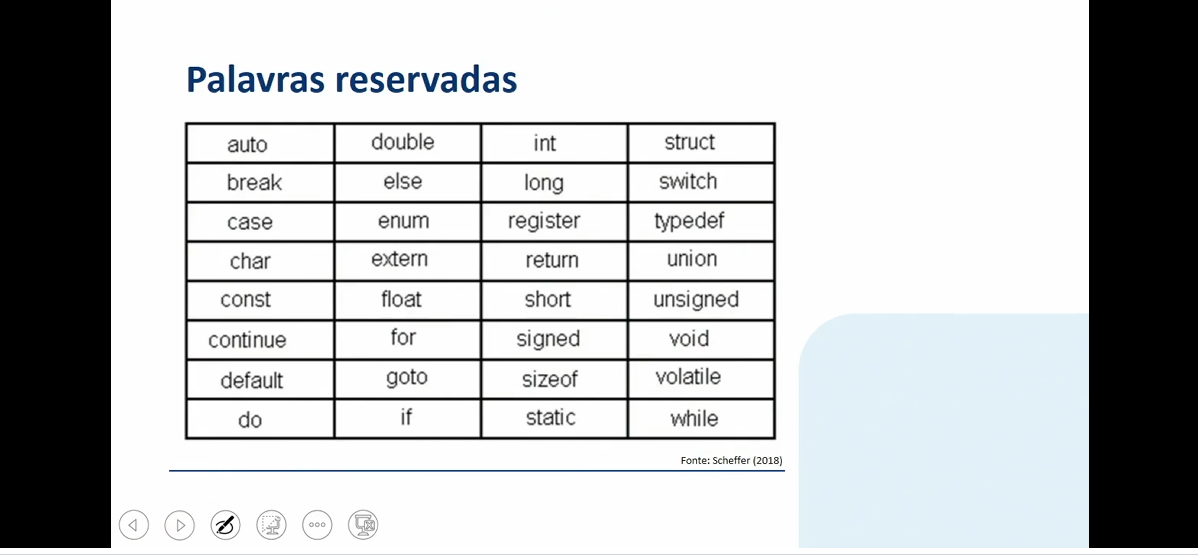 Palavras reservadas
auto double int struct
break else long switch
case enum register typedef
char extern return union
const float short unsigned
continue for signed void
default goto sizeof volatile
do if static while
Fonte: Scheffer (2018)